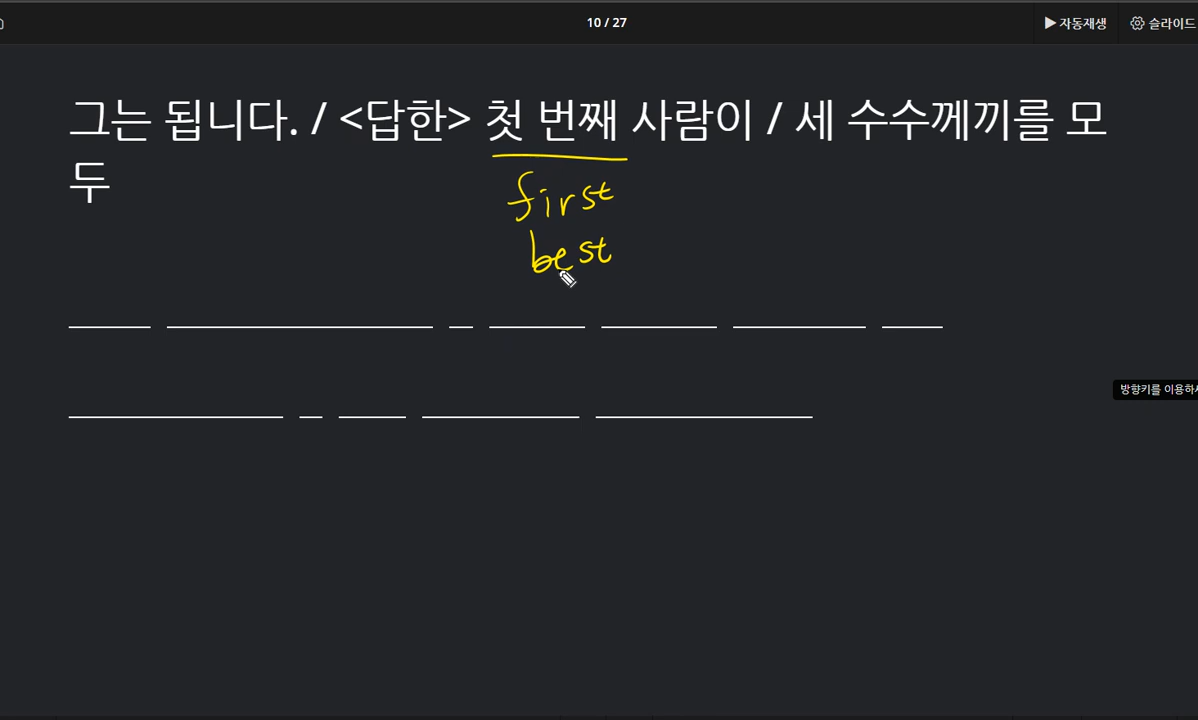 10 / 27
▶ 자동재생
슬라이드
그는 됩니다. / <답한> 첫 번째 사람이 / 세 수수께끼를 모
두
first
best
방향키를 이용하